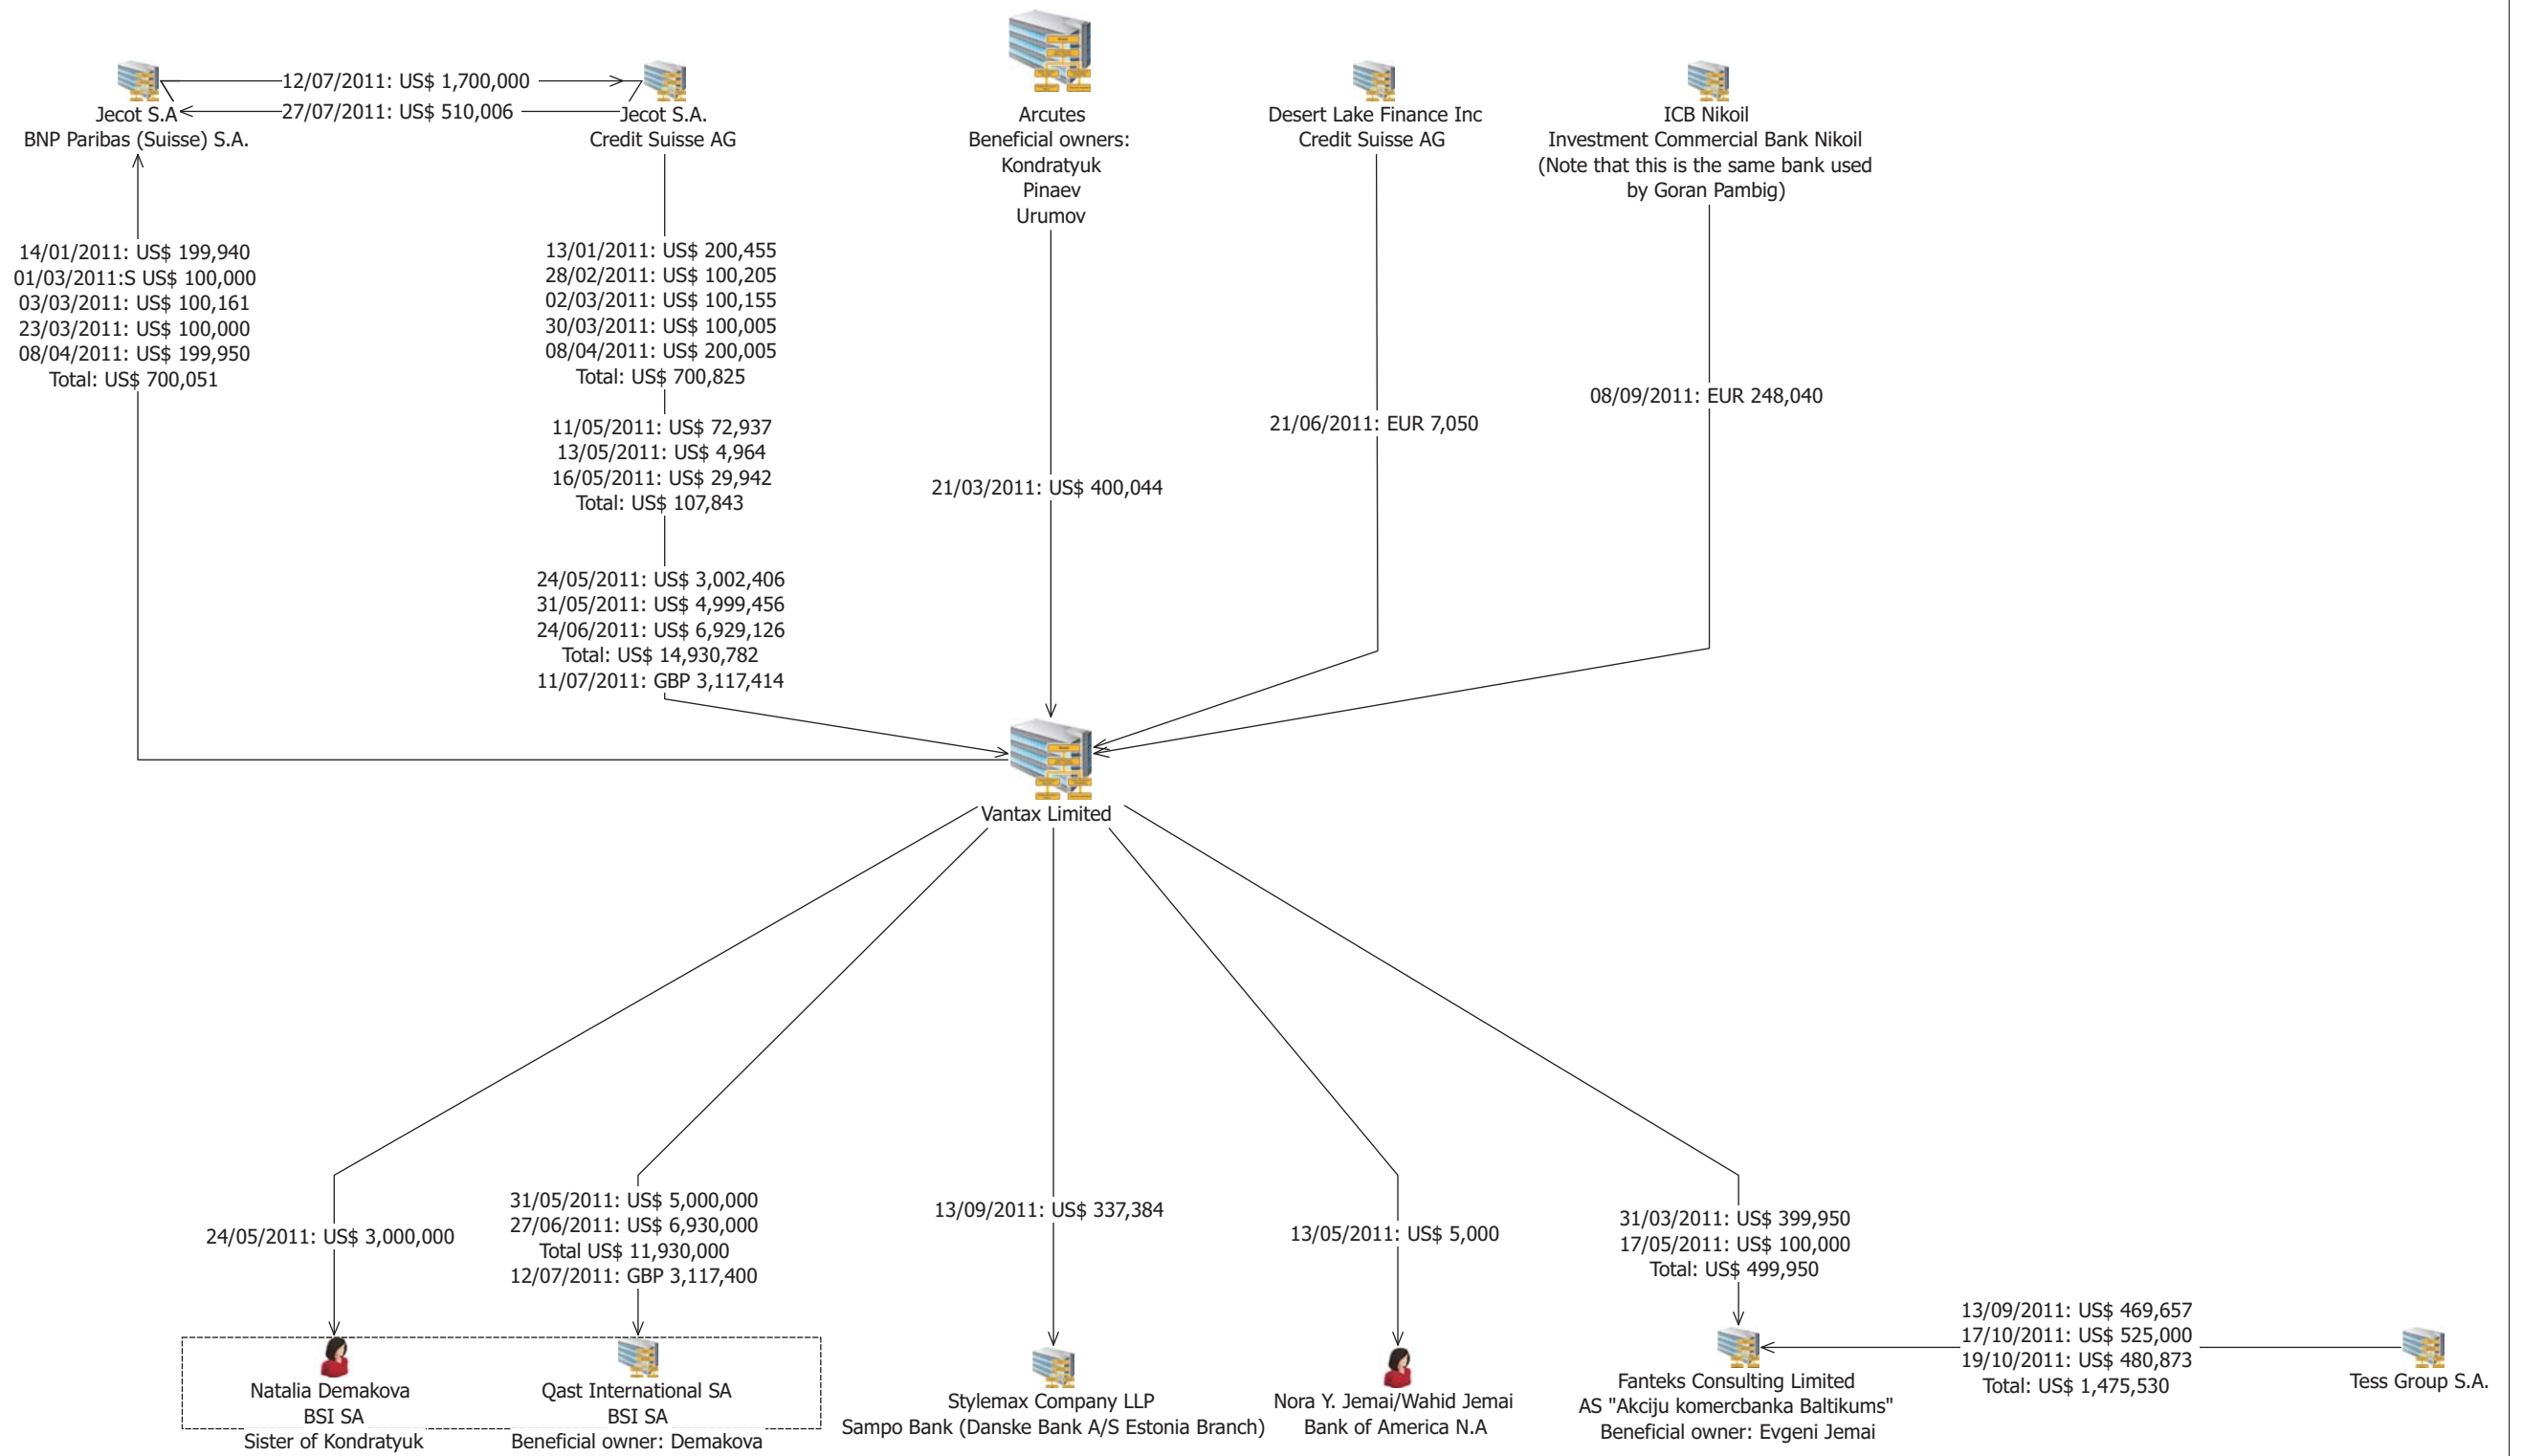 12/07/2011: US$ 1,700,000
27/07/2011: US$ 510,006
Jecot S.A
BNP Paribas (Suisse) S.A.
Jecot S.A.
Credit Suisse AG
Arcutes
Beneficial owners:
Kondratyuk
Pinaev
Urumov
Desert Lake Finance Inc
Credit Suisse AG
ICB Nikoil
Investment Commercial Bank Nikoil
(Note that this is the same bank used
by Goran Pambig)
14/01/2011: US$ 199,940
01/03/2011:S US$ 100,000
03/03/2011: US$ 100,161
23/03/2011: US$ 100,000
08/04/2011: US$ 199,950
Total: US$ 700,051
13/01/2011: US$ 200,455
28/02/2011: US$ 100,205
02/03/2011: US$ 100,155
30/03/2011: US$ 100,005
08/04/2011: US$ 200,005
Total: US$ 700,825
11/05/2011: US$ 72,937
13/05/2011: US$ 4,964
16/05/2011: US$ 29,942
Total: US$ 107,843
24/05/2011: US$ 3,002,406
31/05/2011: US$ 4,999,456
24/06/2011: US$ 6,929,126
Total: US$ 14,930,782
11/07/2011: GBP 3,117,414
21/03/2011: US$ 400,044
21/06/2011: EUR 7,050
08/09/2011: EUR 248,040
Vantax Limited
24/05/2011: US$ 3,000,000
31/05/2011: US$ 5,000,000
27/06/2011: US$ 6,930,000
Total US$ 11,930,000
12/07/2011: GBP 3,117,400
13/09/2011: US$ 337,384
13/05/2011: US$ 5,000
31/03/2011: US$ 399,950
17/05/2011: US$ 100,000
Total: US$ 499,950
13/09/2011: US$ 469,657
17/10/2011: US$ 525,000
19/10/2011: US$ 480,873
Total: US$ 1,475,530
Natalia Demakova
BSI SA
Sister of Kondratyuk
Qast International SA
BSI SA
Beneficial owner: Demakova
Stylemax Company LLP
Sampo Bank (Danske Bank A/S Estonia Branch)
Nora Y. Jemai/Wahid Jemai
Bank of America N.A
Fanteks Consulting Limited
AS "Akciju komercbanka Baltikums"
Beneficial owner: Evgeni Jemai
Tess Group S.A.